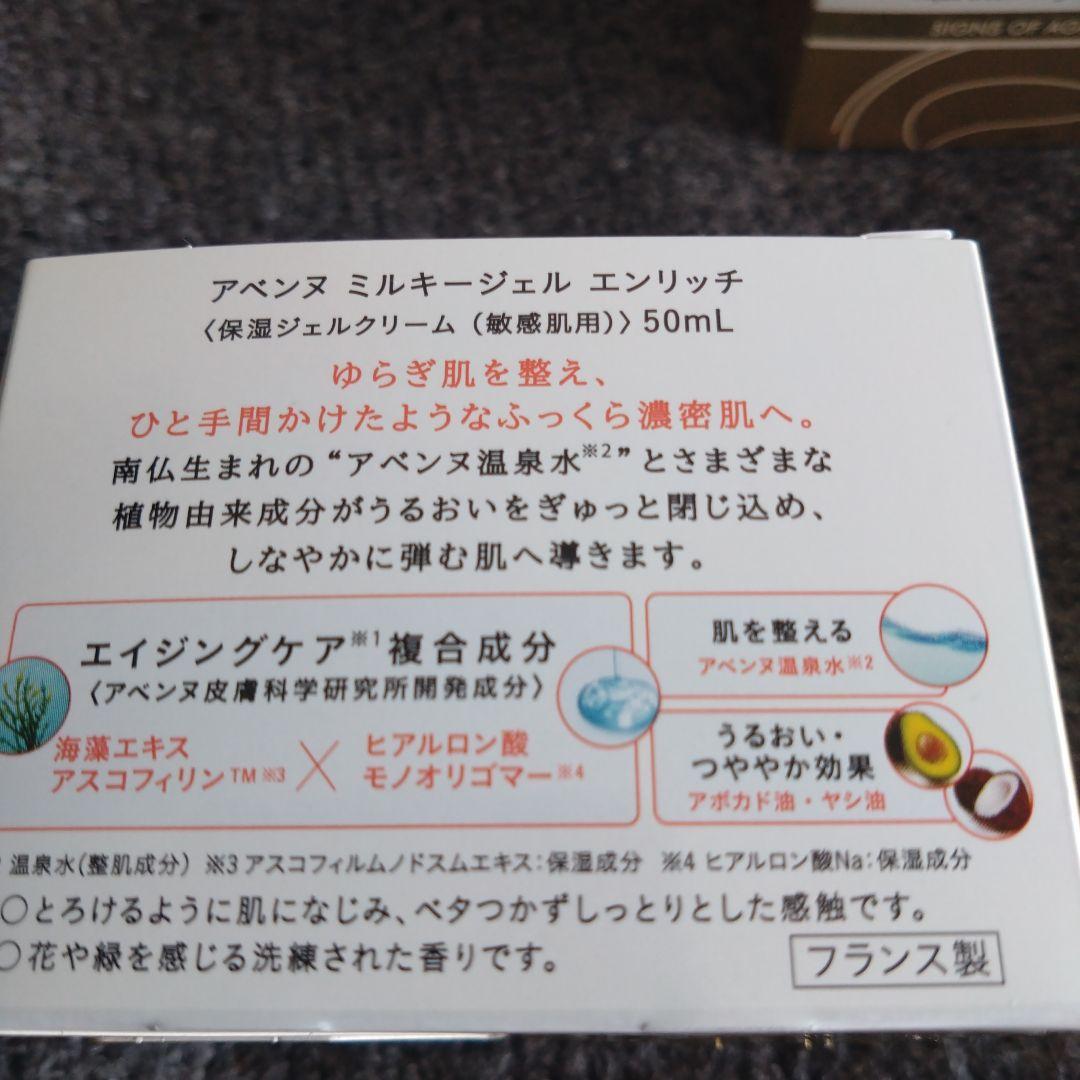 SIGNS OF AG
アベンヌ ミルキージェル エンリッチ
〈保湿ジェルクリーム（敏感肌用）〉50mL
ゆらぎ肌を整え、
ひと手間かけたようなふっくら濃密肌へ。
南仏生まれの“アベンヌ温泉水※2”とさまざまな
植物由来成分がうるおいをぎゅっと閉じ込め、
しなやかに弾む肌へ導きます。
エイジングケア※1複合成分
〈アベンヌ皮膚科学研究所開発成分〉
海藻エキス
アスコフィリン™※3
×
ヒアルロン酸
モノオリゴマー※4
肌を整える
アベンヌ温泉水※2
うるおい・
つややか効果
アボカド油・ヤシ油
温泉水(整肌成分) ※3 アスコフィルムノドスムエキス:保湿成分 ※4 ヒアルロン酸Na:保湿成分
○とろけるように肌になじみ、ベタつかずしっとりとした感触です。
○花や緑を感じる洗練された香りです。
フランス製